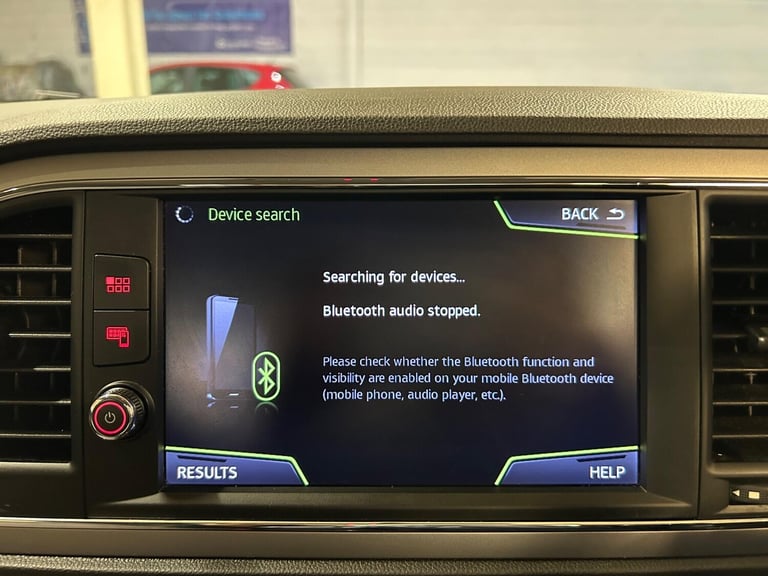 Device search
BACK
Searching for devices...
Bluetooth audio stopped.
Please check whether the Bluetooth function and
visibility are enabled on your mobile Bluetooth device
(mobile phone, audio player, etc.).
RESULTS
HELP